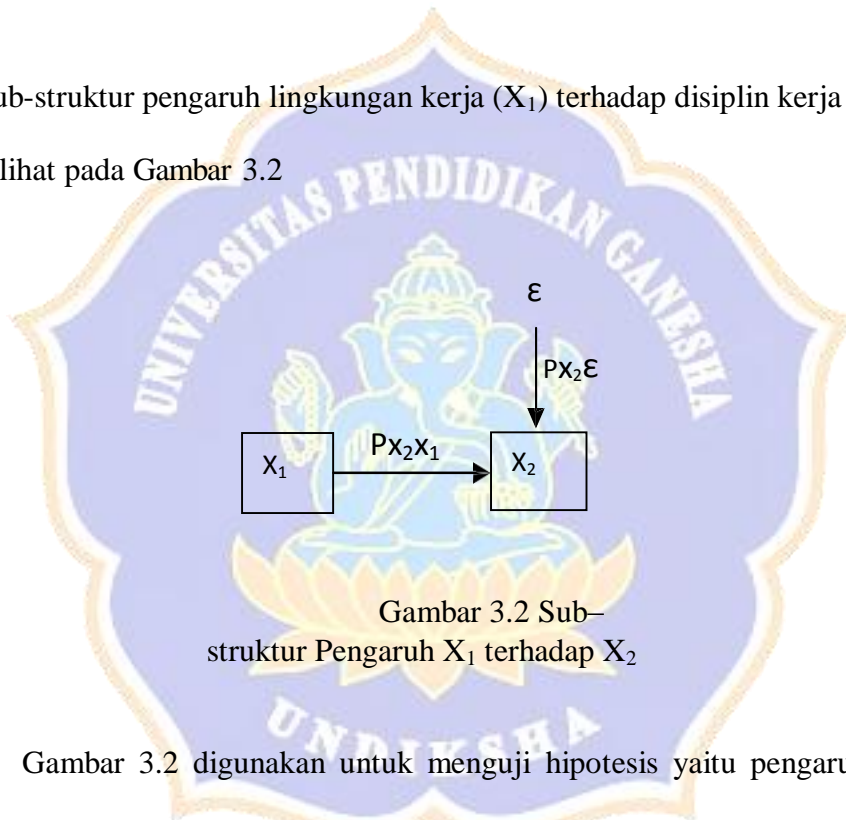 ub-struktur pengaruh lingkungan kerja (X₁) terhadap disiplin kerja
lihat pada Gambar 3.2
UNIVERSITAS PENDIDIKAN GANESHA
ε
Px₂ε
X₁
Px₂x₁
X₂
Gambar 3.2 Sub–
struktur Pengaruh X₁ terhadap X₂
UNDIKSHA
Gambar 3.2 digunakan untuk menguji hipotesis yaitu